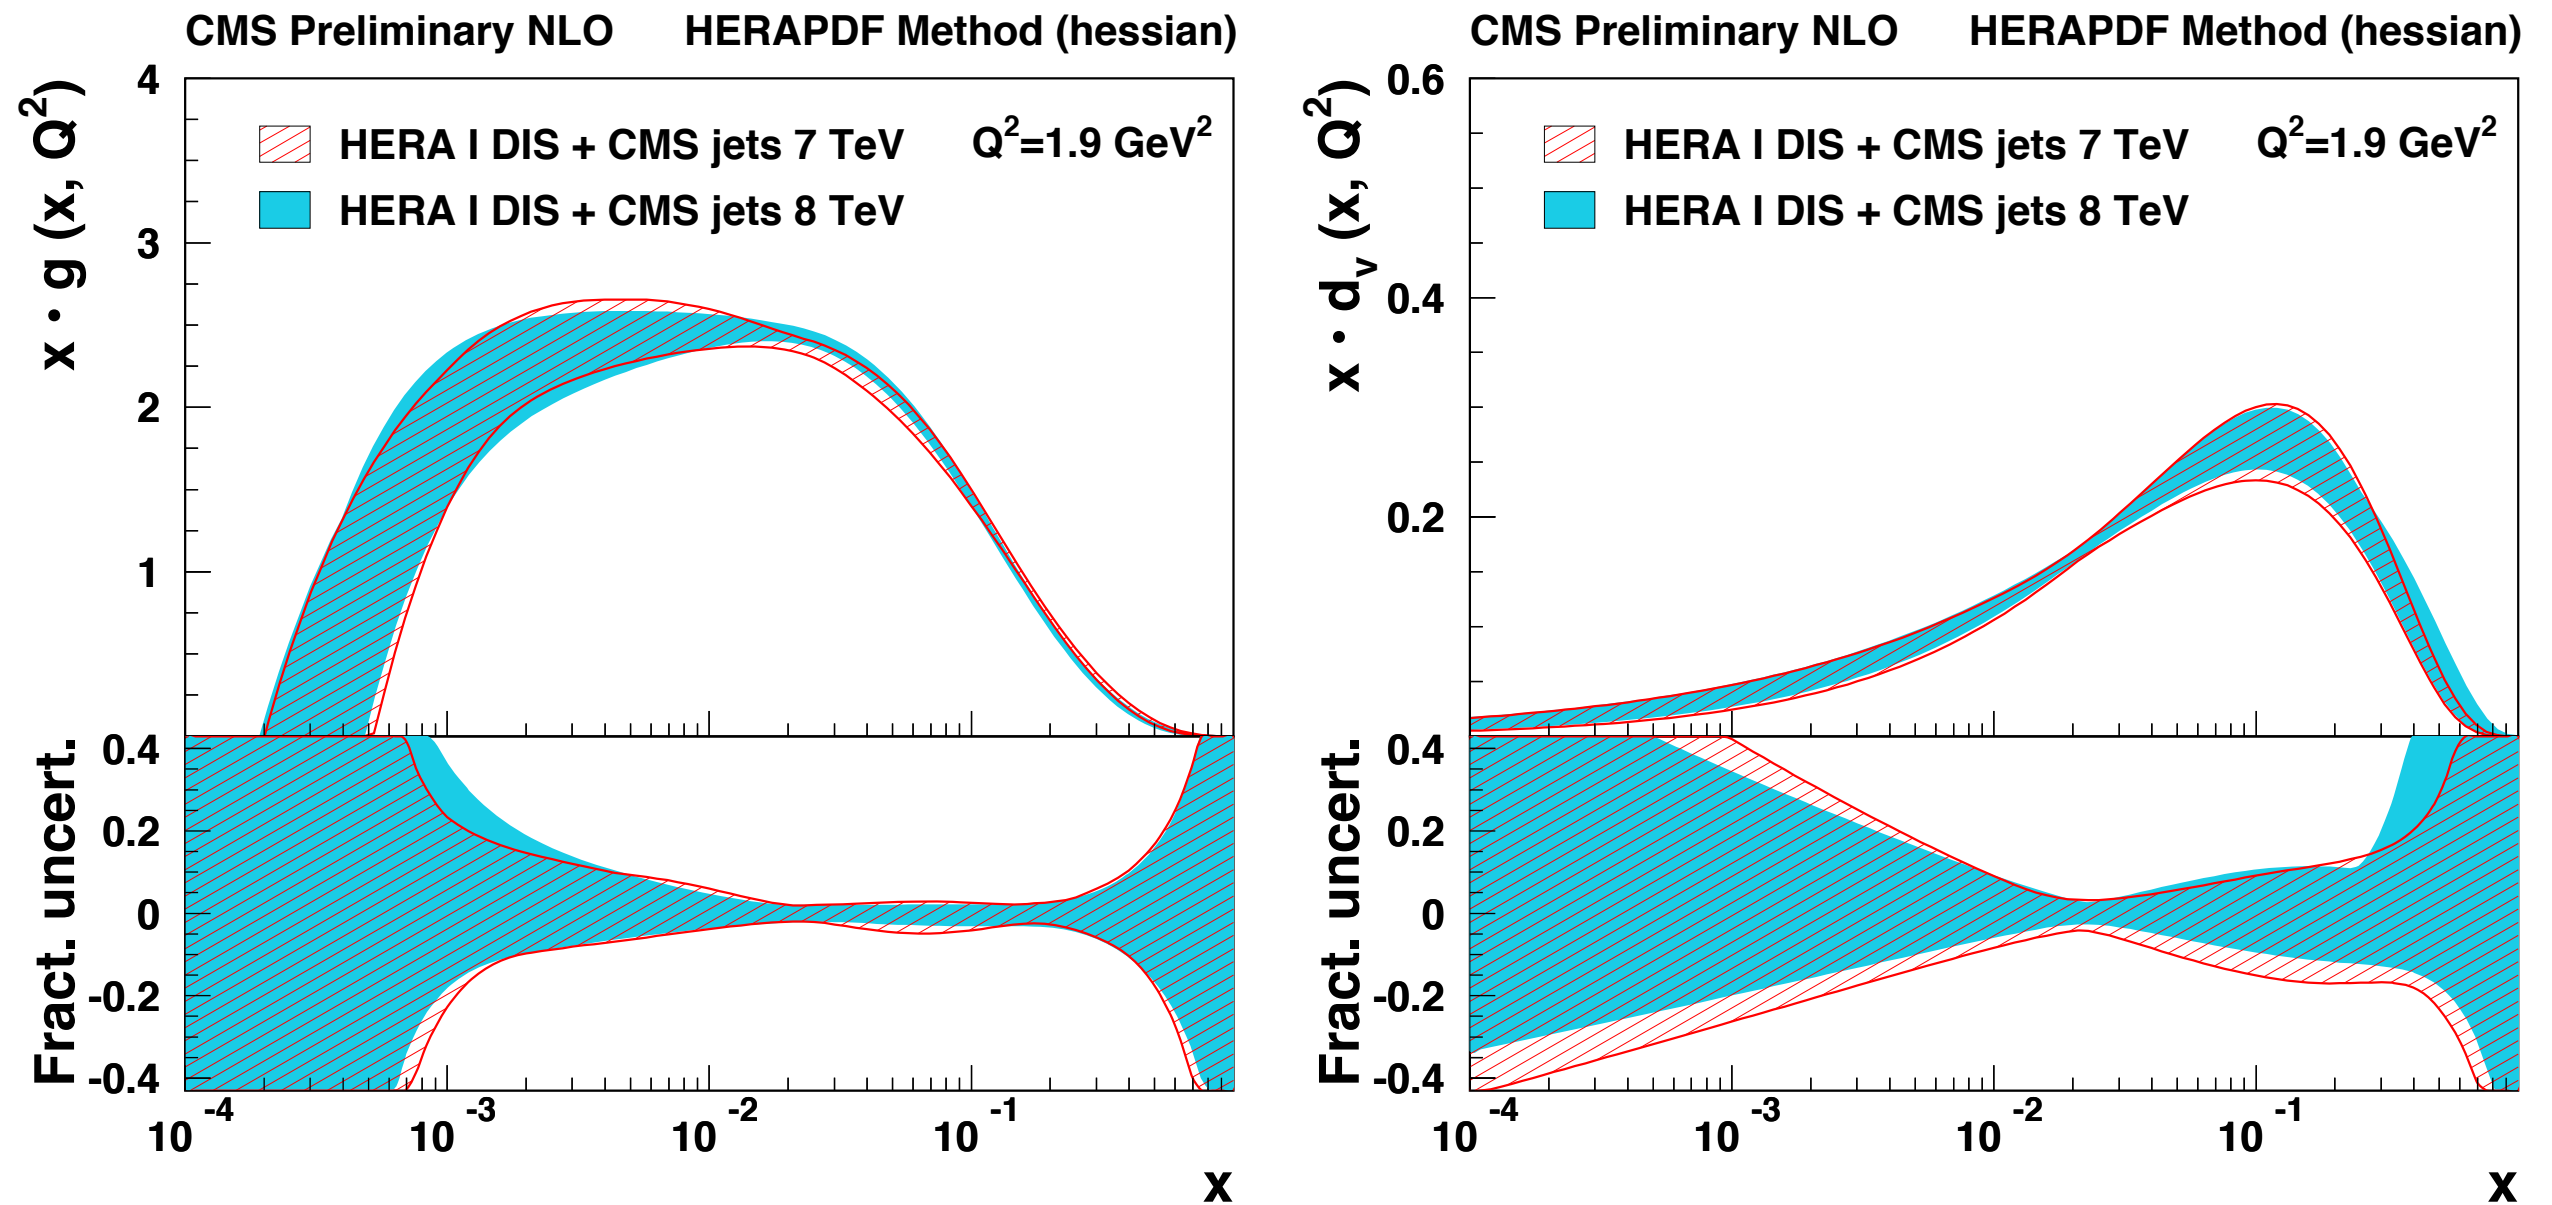 CMS Preliminary NLO HERAPDF Method (hessian)
x · g (x, Q²)
4
3
2
1
HERA I DIS + CMS jets 7 TeV
HERA I DIS + CMS jets 8 TeV
Q²=1.9 GeV²
Fract. uncert.
0.4
0.2
0
-0.2
-0.4
10⁻⁴ 10⁻³ 10⁻² 10⁻¹
x
CMS Preliminary NLO HERAPDF Method (hessian)
x · dᵥ (x, Q²)
0.6
0.4
0.2
HERA I DIS + CMS jets 7 TeV
HERA I DIS + CMS jets 8 TeV
Q²=1.9 GeV²
Fract. uncert.
0.4
0.2
0
-0.2
-0.4
10⁻⁴ 10⁻³ 10⁻² 10⁻¹
x